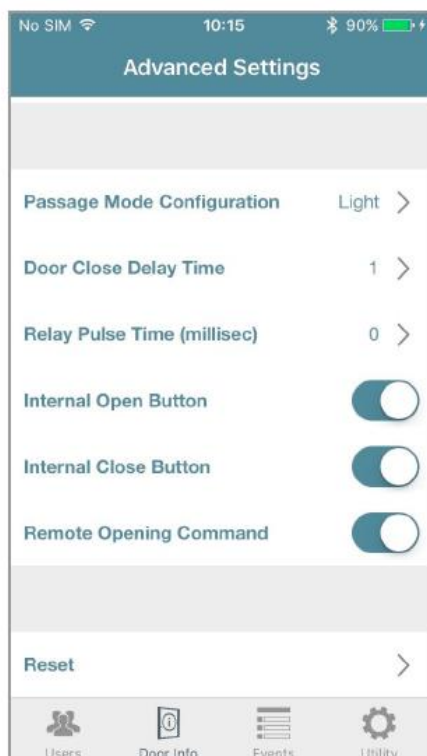 No SIM 10:15 90%
Advanced Settings
Passage Mode Configuration Light
Door Close Delay Time 1
Relay Pulse Time (millisec) 0
Internal Open Button
Internal Close Button
Remote Opening Command
Reset
Users Door Info Events Utility